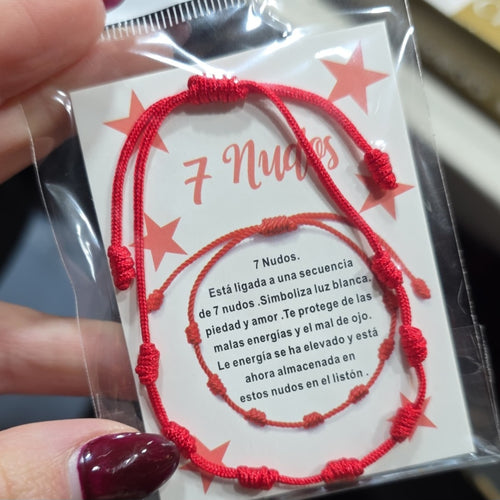 7 Nudos
7 Nudos.
Está ligada a una secuencia
de 7 nudos .Simboliza luz blanca.
piedad y amor .Te protege de las
malas energías y el mal de ojo.
Le energía se ha elevado y está
ahora almacenada en
estos nudos en el listón .